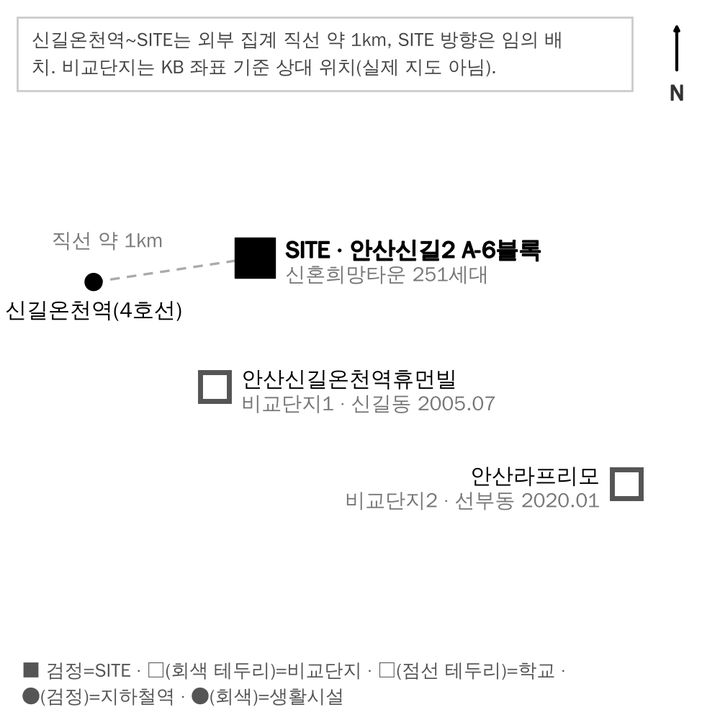 신길온천역~SITE는 외부 집계 직선 약 1km, SITE 방향은 임의 배
치. 비교단지는 KB 좌표 기준 상대 위치(실제 지도 아님).
N
직선 약 1km
SITE · 안산신길2 A-6블록
신혼희망타운 251세대
신길온천역(4호선)
안산신길온천역휴먼빌
비교단지1 · 신길동 2005.07
안산라프리모
비교단지2 · 선부동 2020.01
■ 검정=SITE · □(회색 테두리)=비교단지 · □(점선 테두리)=학교 ·
●(검정)=지하철역 · ●(회색)=생활시설